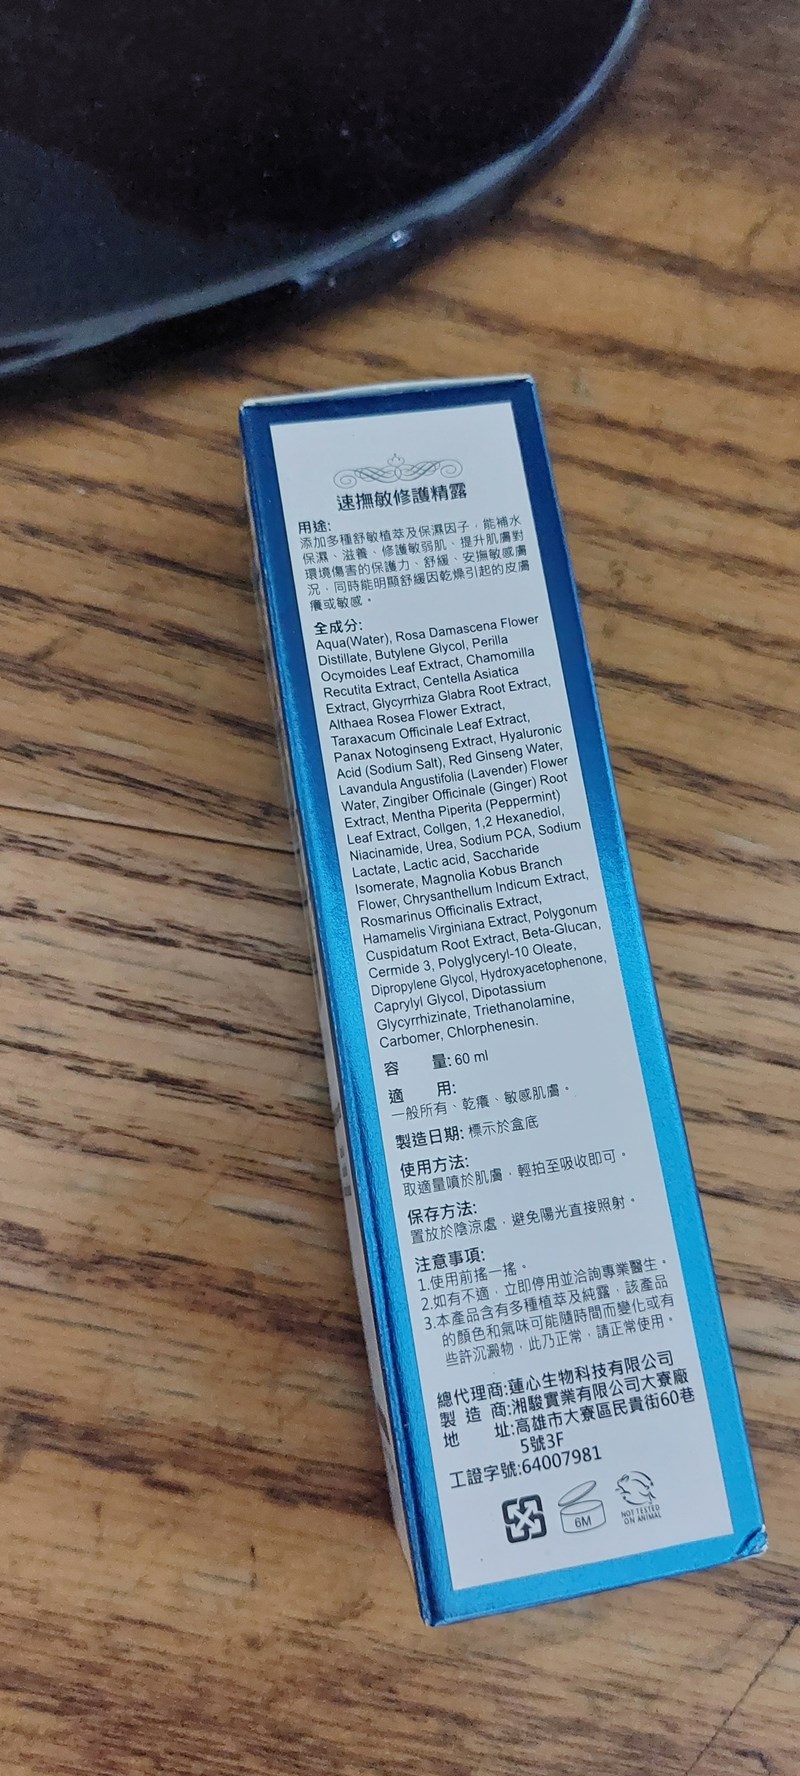 速撫敏修護精露
用途:
添加多種舒敏植萃及保濕因子，能補水
保濕、滋養、修護敏弱肌、提升肌膚對
環境傷害的保護力、舒緩、安撫敏感膚
況，同時能明顯舒緩因乾燥引起的皮膚
癢或敏感。
全成分:
Aqua(Water), Rosa Damascena Flower
Distillate, Butylene Glycol, Perilla
Ocymoides Leaf Extract, Chamomilla
Recutita Extract, Centella Asiatica
Extract, Glycyrrhiza Glabra Root Extract,
Althaea Rosea Flower Extract,
Taraxacum Officinale Leaf Extract,
Panax Notoginseng Extract, Hyaluronic
Acid (Sodium Salt), Red Ginseng Water,
Lavandula Angustifolia (Lavender) Flower
Water, Zingiber Officinale (Ginger) Root
Extract, Mentha Piperita (Peppermint)
Leaf Extract, Collgen, 1,2 Hexanediol,
Niacinamide, Urea, Sodium PCA, Sodium
Lactate, Lactic acid, Saccharide
Isomerate, Magnolia Kobus Branch
Flower, Chrysanthellum Indicum Extract,
Rosmarinus Officinalis Extract,
Hamamelis Virginiana Extract, Polygonum
Cuspidatum Root Extract, Beta-Glucan,
Cermide 3, Polyglyceryl-10 Oleate,
Dipropylene Glycol, Hydroxyacetophenone,
Caprylyl Glycol, Dipotassium
Glycyrrhizinate, Triethanolamine,
Carbomer, Chlorphenesin.
容 量: 60 ml
適 用:
一般所有、乾癢、敏感肌膚。
製造日期: 標示於盒底
使用方法:
取適量噴於肌膚，輕拍至吸收即可。
保存方法:
置放於陰涼處，避免陽光直接照射。
注意事項:
1.使用前搖一搖。
2.如有不適，立即停用並洽詢專業醫生。
3.本產品含有多種植萃及純露，該產品
的顏色和氣味可能隨時間而變化或有
些許沉澱物，此乃正常，請正常使用。
總代理商:蓮心生物科技有限公司
製 造 商:湘駿實業有限公司大寮廠
地 址:高雄市大寮區民貴街60巷
5號3F
工證字號:64007981
6M
NOT TESTED
ON ANIMAL